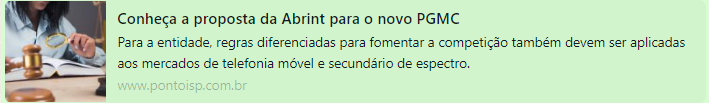 Conheça a proposta da Abrint para o novo PGMC
Para a entidade, regras diferenciadas para fomentar a competição também devem ser aplicadas
aos mercados de telefonia móvel e secundário de espectro.
www.pontoisp.com.br